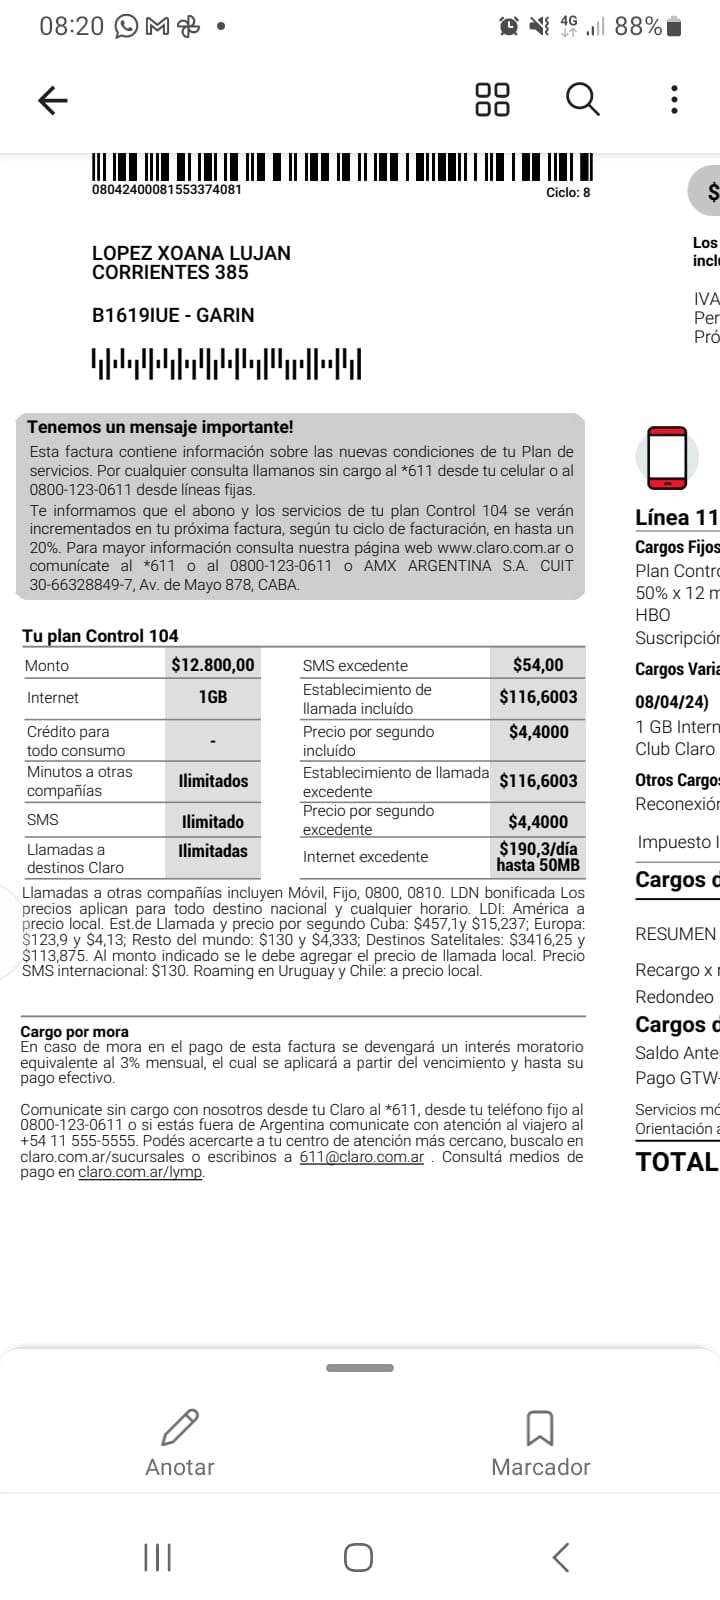 08:20
4G
88%
08042400081553374081
Ciclo: 8
LOPEZ XOANA LUJAN
CORRIENTES 385
B1619IUE - GARIN
Tenemos un mensaje importante!
Esta factura contiene información sobre las nuevas condiciones de tu Plan de
servicios. Por cualquier consulta llamanos sin cargo al *611 desde tu celular o al
0800-123-0611 desde líneas fijas.
Te informamos que el abono y los servicios de tu plan Control 104 se verán
incrementados en tu próxima factura, según tu ciclo de facturación, en hasta un
20%. Para mayor información consulta nuestra página web www.claro.com.ar o
comunícate al *611 o al 0800-123-0611 o AMX ARGENTINA S.A. CUIT
30-66328849-7, Av. de Mayo 878, CABA.
Tu plan Control 104
Monto $12.800,00
Internet 1GB
Crédito para
todo consumo -
Minutos a otras
compañías Ilimitados
SMS Ilimitado
Llamadas a
destinos Claro Ilimitadas
SMS excedente $54,00
Establecimiento de
llamada incluído $116,6003
Precio por segundo
incluído $4,4000
Establecimiento de llamada
excedente $116,6003
Precio por segundo
excedente $4,4000
Internet excedente $190,3/día
hasta 50MB
Llamadas a otras compañías incluyen Móvil, Fijo, 0800, 0810. LDN bonificada Los
precios aplican para todo destino nacional y cualquier horario. LDI: América a
precio local. Est.de Llamada y precio por segundo Cuba: $457,1y $15,237; Europa:
$123,9 y $4,13; Resto del mundo: $130 y $4,333; Destinos Satelitales: $3416,25 y
$113,875. Al monto indicado se le debe agregar el precio de llamada local. Precio
SMS internacional: $130. Roaming en Uruguay y Chile: a precio local.
Cargo por mora
En caso de mora en el pago de esta factura se devengará un interés moratorio
equivalente al 3% mensual, el cual se aplicará a partir del vencimiento y hasta su
pago efectivo.
Comunicate sin cargo con nosotros desde tu Claro al *611, desde tu teléfono fijo al
0800-123-0611 o si estás fuera de Argentina comunicate con atención al viajero al
+54 11 555-5555. Podés acercarte a tu centro de atención más cercano, buscalo en
claro.com.ar/sucursales o escribinos a 611@claro.com.ar . Consultá medios de
pago en claro.com.ar/lymp.
$
Los
incl
IVA
Per
Pró
Línea 11
Cargos Fijos
Plan Contro
50% x 12 m
HBO
Suscripción
Cargos Varia
08/04/24)
1 GB Intern
Club Claro
Otros Cargos
Reconexión
Impuesto I
Cargos d
RESUMEN
Recargo x
Redondeo
Cargos d
Saldo Ante
Pago GTW-
Servicios mó
Orientación a
TOTAL
Anotar
Marcador